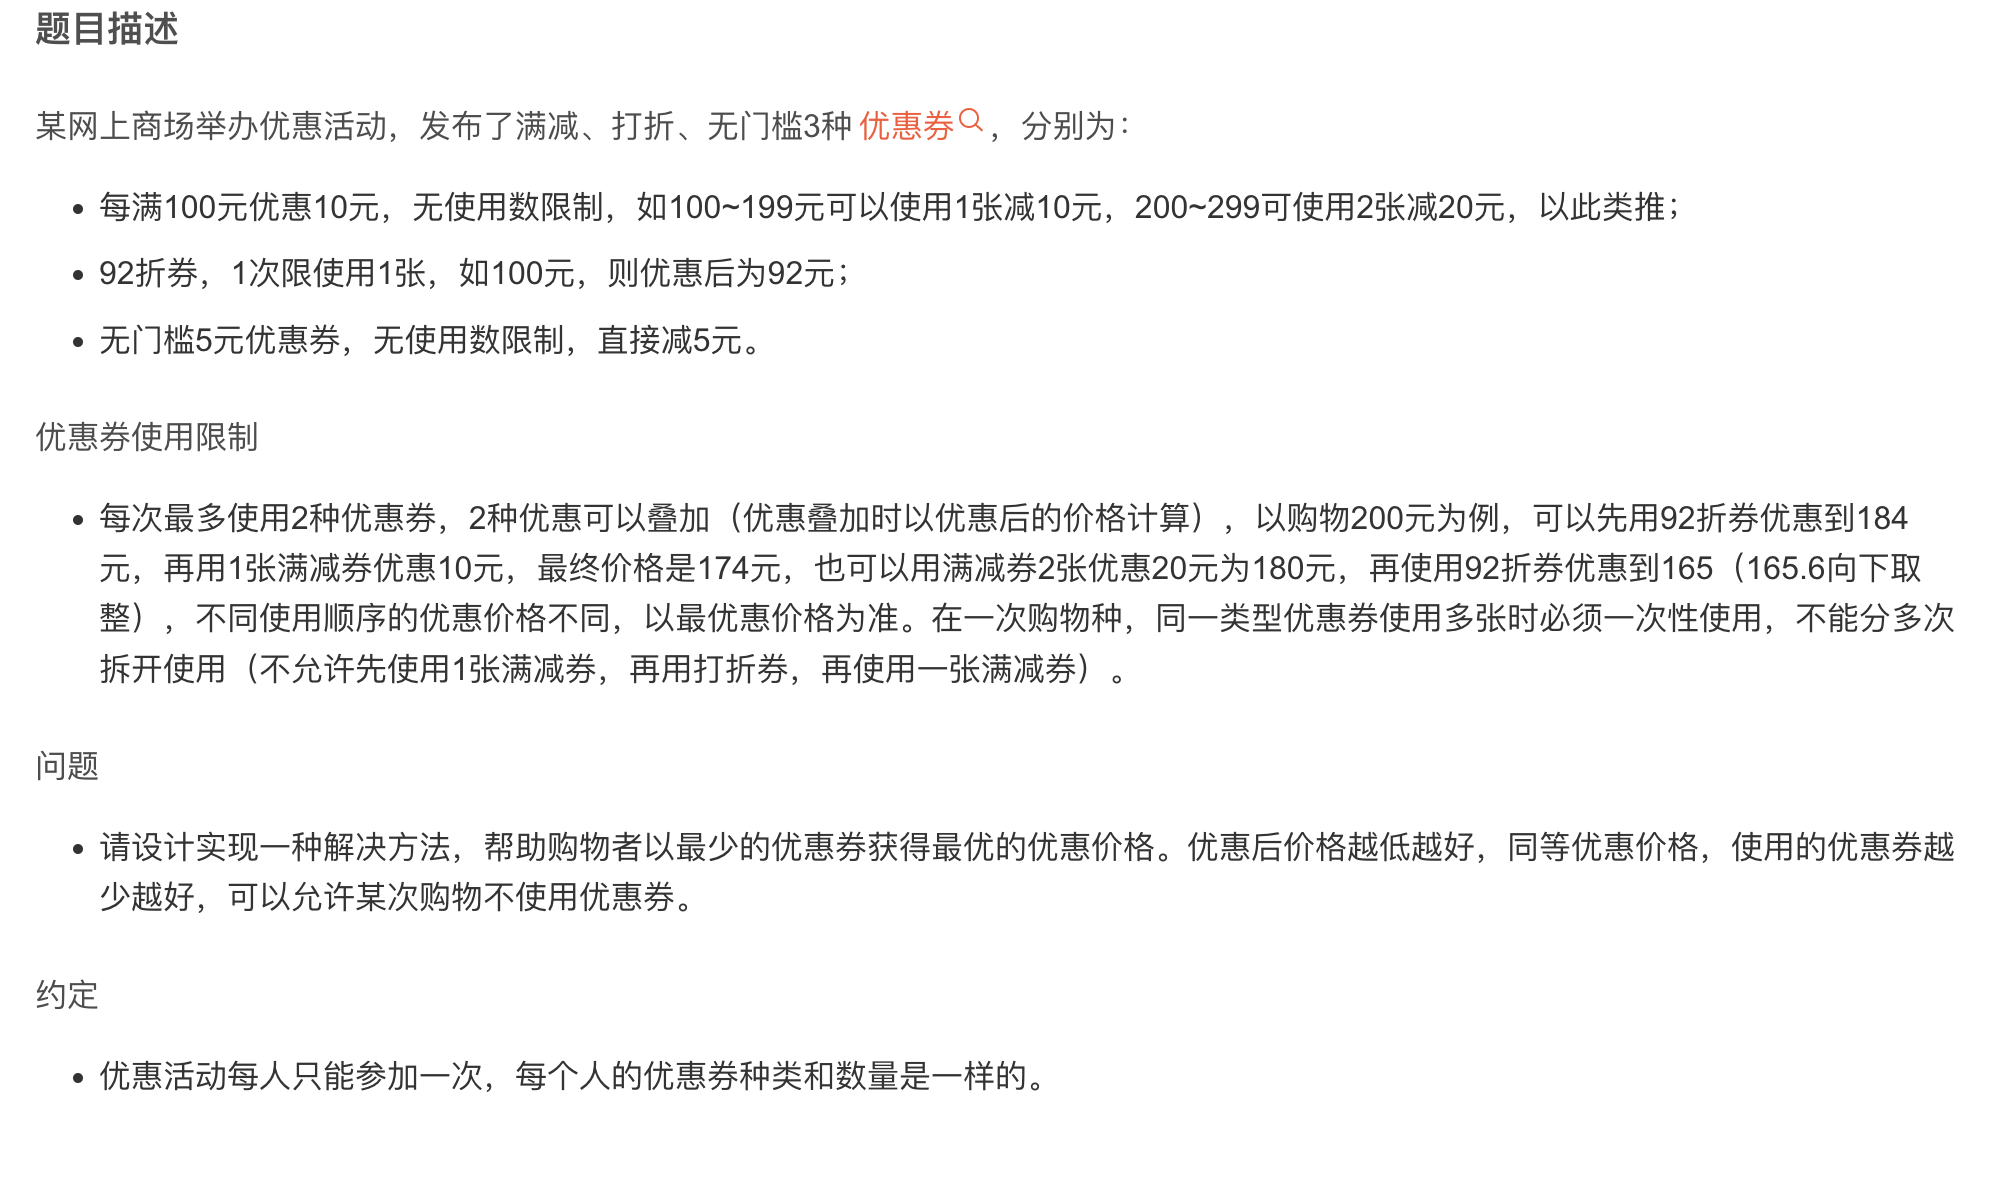 题目描述
某网上商场举办优惠活动，发布了满减、打折、无门槛3种 优惠券，分别为：
每满100元优惠10元，无使用数限制，如100~199元可以使用1张减10元，200~299可使用2张减20元，以此类推；
92折券，1次限使用1张，如100元，则优惠后为92元；
无门槛5元优惠券，无使用数限制，直接减5元。
优惠券使用限制
每次最多使用2种优惠券，2种优惠可以叠加（优惠叠加时以优惠后的价格计算），以购物200元为例，可以先用92折券优惠到184
元，再用1张满减券优惠10元，最终价格是174元，也可以用满减券2张优惠20元为180元，再使用92折券优惠到165（165.6向下取
整），不同使用顺序的优惠价格不同，以最优惠价格为准。在一次购物种，同一类型优惠券使用多张时必须一次性使用，不能分多次
拆开使用（不允许先使用1张满减券，再用打折券，再使用一张满减券）。
问题
请设计实现一种解决方法，帮助购物者以最少的优惠券获得最优的优惠价格。优惠后价格越低越好，同等优惠价格，使用的优惠券越
少越好，可以允许某次购物不使用优惠券。
约定
优惠活动每人只能参加一次，每个人的优惠券种类和数量是一样的。